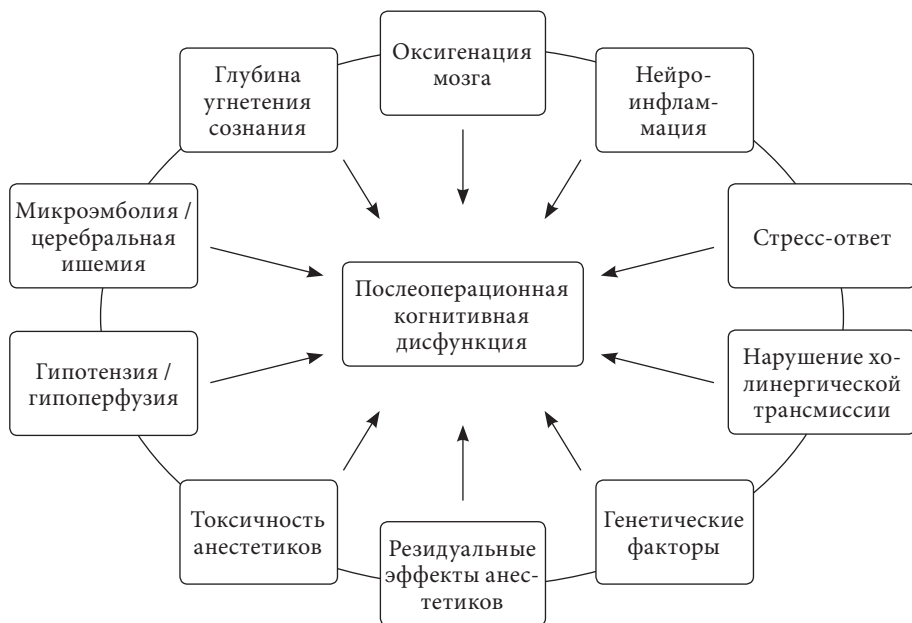 Оксигенация
мозга
Глубина
угнетения
сознания
Нейро-
инфлам-
мация
Микроэмболия /
церебральная
ишемия
Стресс-ответ
Послеоперационная
когнитивная
дисфункция
Гипотензия /
гипоперфузия
Нарушение хо-
линергической
трансмиссии
Токсичность
анестетиков
Резидуальные
эффекты анес-
тетиков
Генетические
факторы